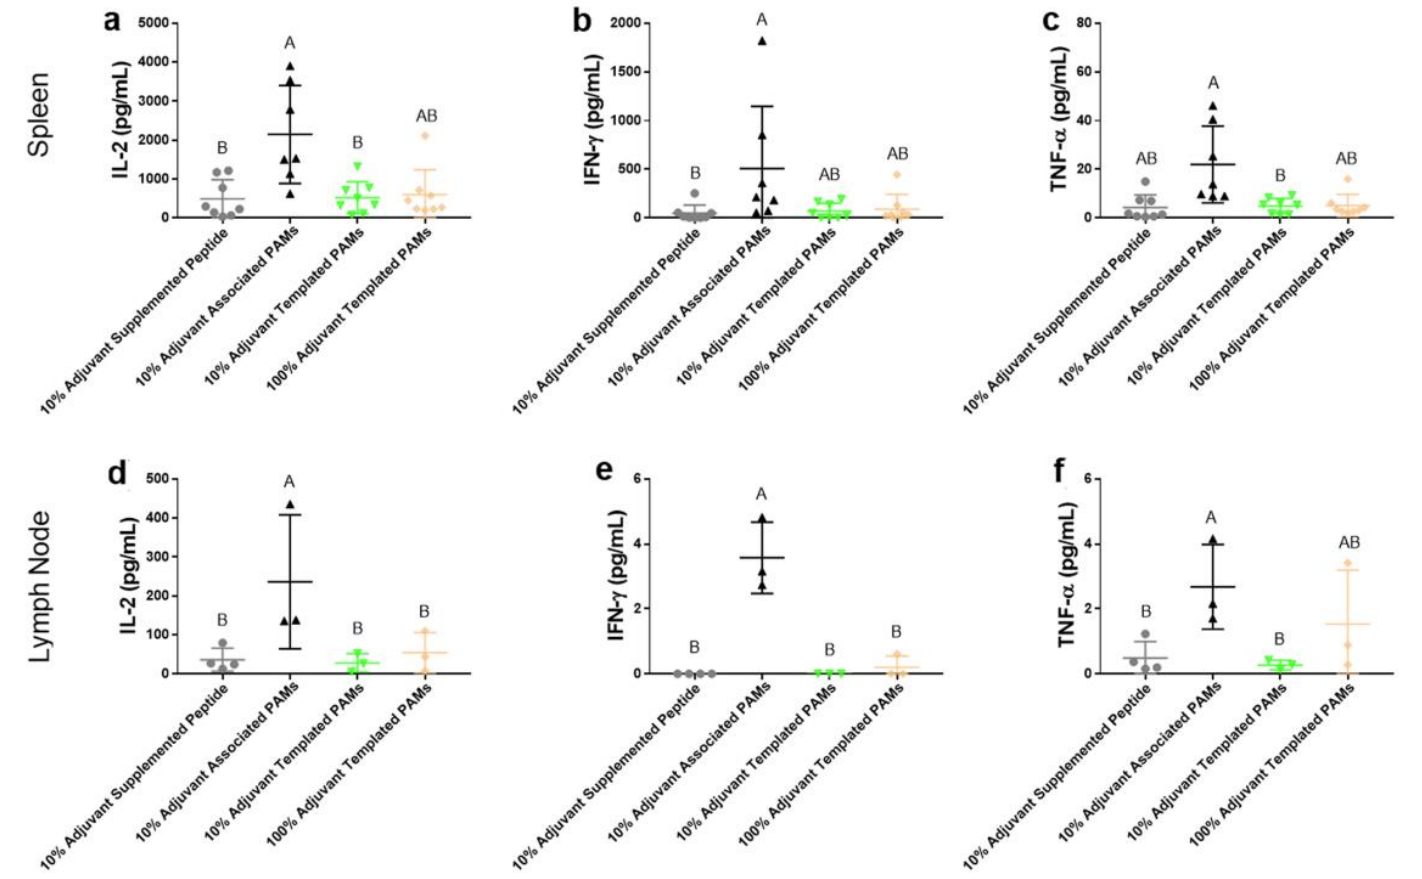 Spleen
a
IL-2 (pg/mL)
5000
4000
3000
2000
1000
0
B
A
B
AB
10% Adjuvant Supplemented Peptide
10% Adjuvant Associated PAMs
10% Adjuvant Templated PAMs
100% Adjuvant Templated PAMs
b
IFN-γ (pg/mL)
2000
1500
1000
500
0
B
A
AB
AB
10% Adjuvant Supplemented Peptide
10% Adjuvant Associated PAMs
10% Adjuvant Templated PAMs
100% Adjuvant Templated PAMs
c
TNF-α (pg/mL)
80
60
40
20
0
AB
A
B
AB
10% Adjuvant Supplemented Peptide
10% Adjuvant Associated PAMs
10% Adjuvant Templated PAMs
100% Adjuvant Templated PAMs
Lymph Node
d
IL-2 (pg/mL)
500
400
300
200
100
0
B
A
B
B
10% Adjuvant Supplemented Peptide
10% Adjuvant Associated PAMs
10% Adjuvant Templated PAMs
100% Adjuvant Templated PAMs
e
IFN-γ (pg/mL)
6
4
2
0
B
A
B
B
10% Adjuvant Supplemented Peptide
10% Adjuvant Associated PAMs
10% Adjuvant Templated PAMs
100% Adjuvant Templated PAMs
f
TNF-α (pg/mL)
6
4
2
0
B
A
B
AB
10% Adjuvant Supplemented Peptide
10% Adjuvant Associated PAMs
10% Adjuvant Templated PAMs
100% Adjuvant Templated PAMs